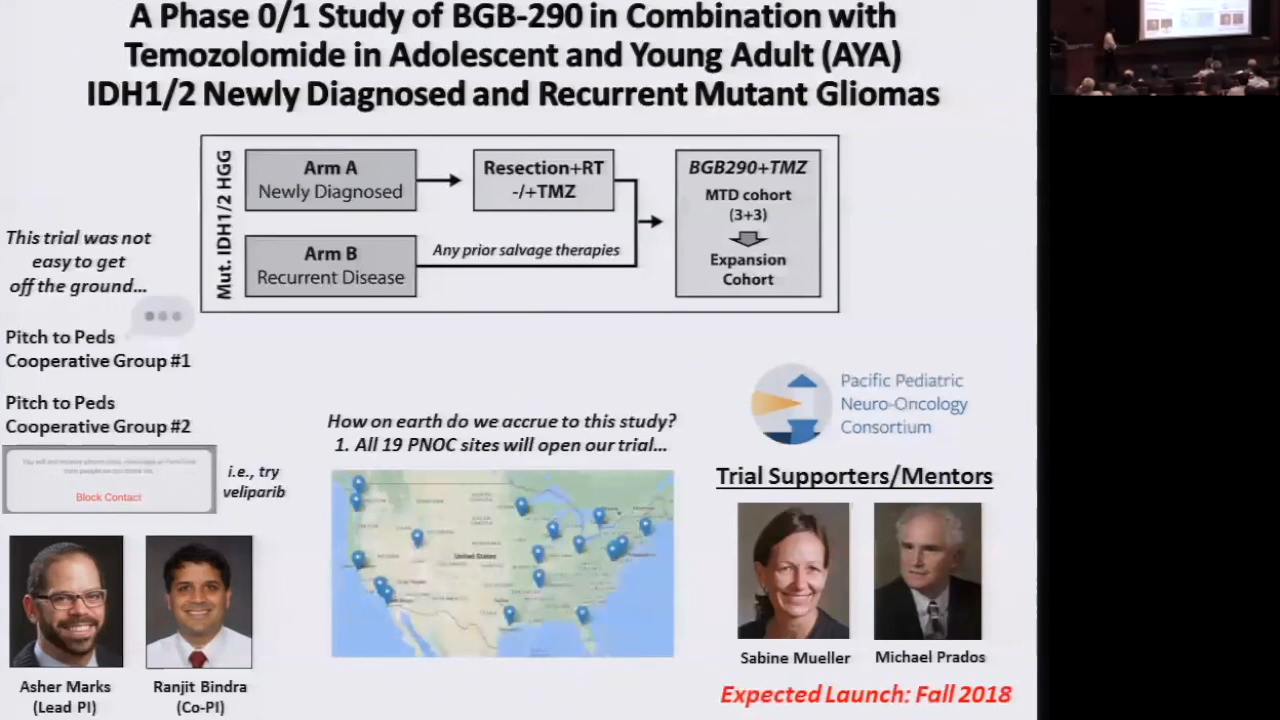 A Phase 0/1 Study of BGB-290 in Combination with
Temozolomide in Adolescent and Young Adult (AYA)
IDH1/2 Newly Diagnosed and Recurrent Mutant Gliomas
Mut. IDH1/2 HGG
Arm A
Newly Diagnosed
Resection+RT
-/+TMZ
BGB290+TMZ
MTD cohort
(3+3)
Expansion
Cohort
Arm B
Recurrent Disease
Any prior salvage therapies
This trial was not
easy to get
off the ground...
Pitch to Peds
Cooperative Group #1
Pitch to Peds
Cooperative Group #2
Block Contact
i.e., try
veliparib
Asher Marks
(Lead PI)
Ranjit Bindra
(Co-PI)
How on earth do we accrue to this study?
1. All 19 PNOC sites will open our trial...
United States
Pacific Pediatric
Neuro-Oncology
Consortium
Trial Supporters/Mentors
Sabine Mueller
Michael Prados
Expected Launch: Fall 2018